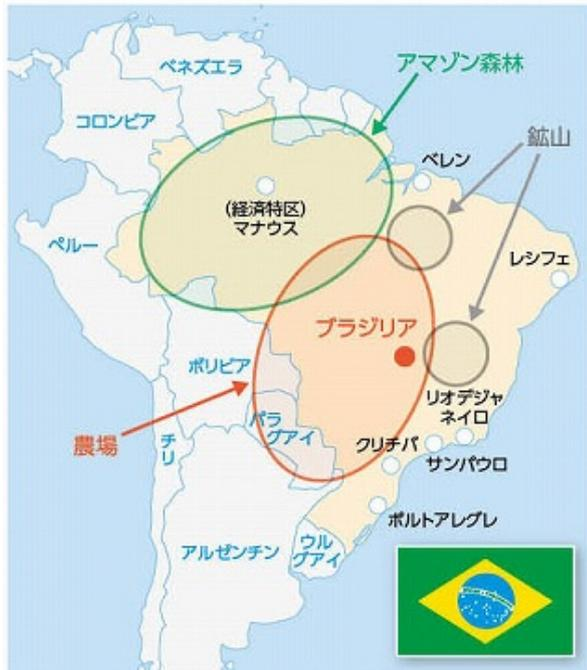 ベネズエラ
アマゾン森林
コロンビア
鉱山
ベレン
(経済特区)
マナウス
ペルー
レシフェ
ブラジリア
ボリビア
リオデジャ
ネイロ
パラ
グアイ
農場
チリ
クリチバ
サンパウロ
ポルトアレグレ
アルゼンチン
ウル
グアイ